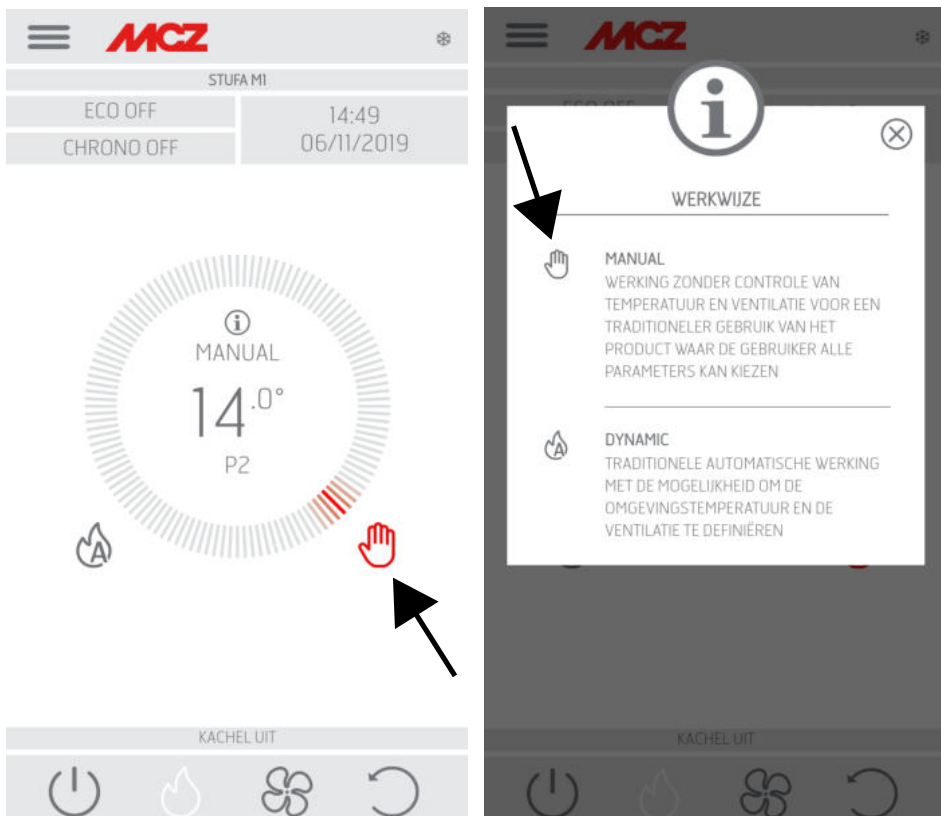 MCZ
STUFA M1
ECO OFF
14:49
CHRONO OFF
06/11/2019
MANUAL
14.0°
P2
A
KACHEL UIT
MCZ
i
WERKWIJZE
MANUAL
WERKING ZONDER CONTROLE VAN
TEMPERATUUR EN VENTILATIE VOOR EEN
TRADITIONELER GEBRUIK VAN HET
PRODUCT WAAR DE GEBRUIKER ALLE
PARAMETERS KAN KIEZEN
A
DYNAMIC
TRADITIONELE AUTOMATISCHE WERKING
MET DE MOGELIJKHEID OM DE
OMGEVINGSTEMPERATUUR EN DE
VENTILATIE TE DEFINIËREN
KACHEL UIT